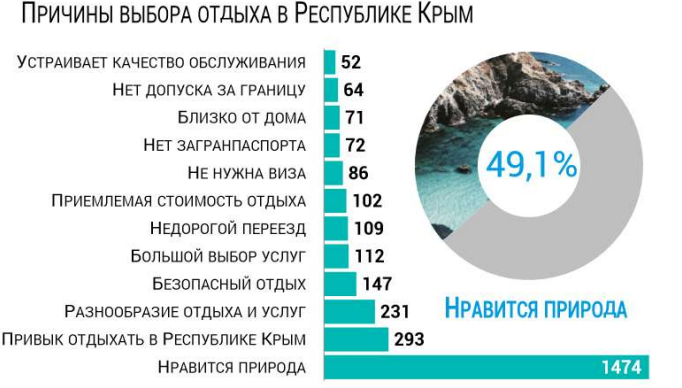 Причины выбора отдыха в Республике Крым
Устраивает качество обслуживания 52
Нет допуска за границу 64
Близко от дома 71
Нет загранпаспорта 72
Не нужна виза 86
Приемлемая стоимость отдыха 102
Недорогой переезд 109
Большой выбор услуг 112
Безопасный отдых 147
Разнообразие отдыха и услуг 231
Привык отдыхать в Республике Крым 293
Нравится природа 1474
49,1%
Нравится природа